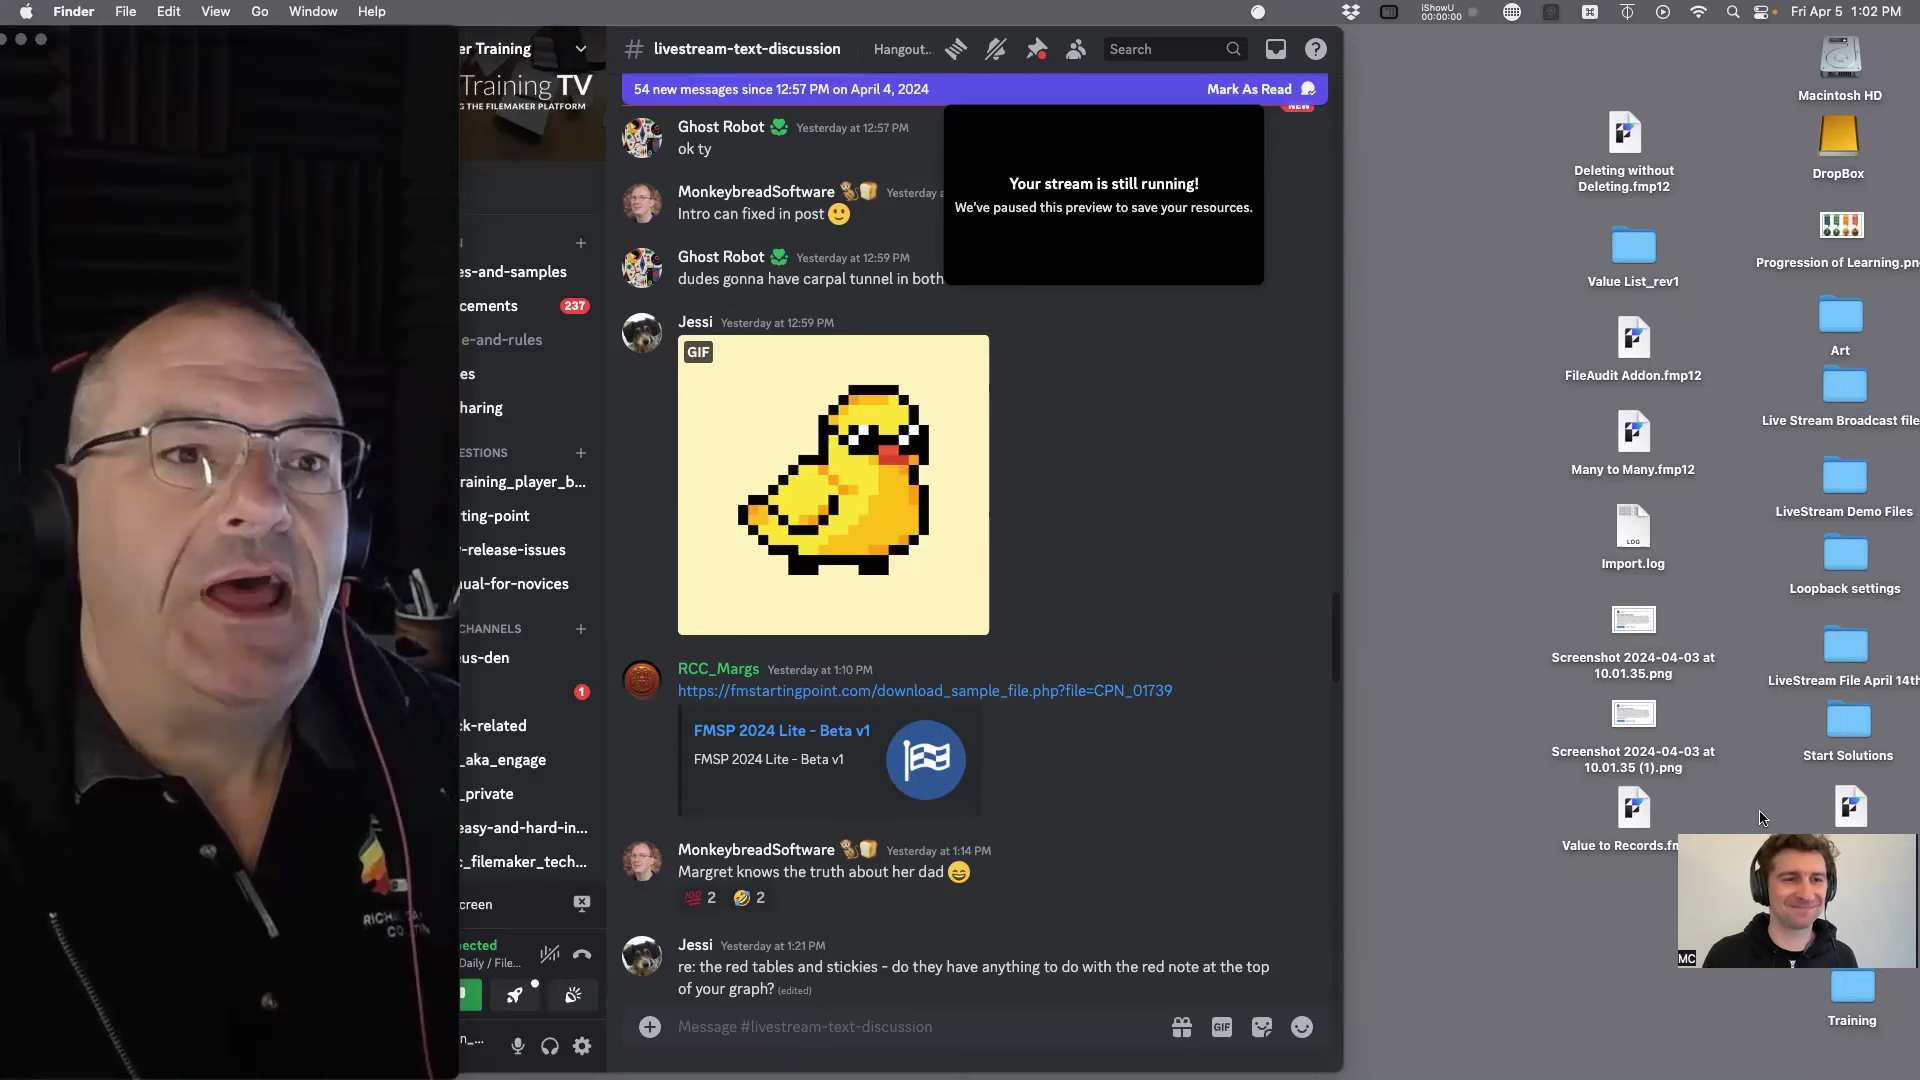 Finder File Edit View Go Window Help
iShowU
00:00:00
Fri Apr 5 1:02 PM
er Training
Training TV
G THE FILEMAKER PLATFORM
es-and-samples
cements 237
e-and-rules
es
haring
ESTIONS
raining_player_b...
ting-point
-release-issues
ual-for-novices
CHANNELS
us-den
1
ck-related
_aka_engage
_private
easy-and-hard-in...
c_filemaker_tech...
creen
ected
Daily / File...
n_...
livestream-text-discussion
Hangout...
Search
54 new messages since 12:57 PM on April 4, 2024
Mark As Read
NEW
Ghost Robot Yesterday at 12:57 PM
ok ty
MonkeybreadSoftware Yesterday a
Intro can fixed in post
Ghost Robot Yesterday at 12:59 PM
dudes gonna have carpal tunnel in both
Your stream is still running!
We've paused this preview to save your resources.
Jessi Yesterday at 12:59 PM
GIF
RCC_Margs Yesterday at 1:10 PM
https://fmstartingpoint.com/download_sample_file.php?file=CPN_01739
FMSP 2024 Lite - Beta v1
FMSP 2024 Lite - Beta v1
MonkeybreadSoftware Yesterday at 1:14 PM
Margret knows the truth about her dad
2 2
Jessi Yesterday at 1:21 PM
re: the red tables and stickies - do they have anything to do with the red note at the top
of your graph? (edited)
Message #livestream-text-discussion
GIF
Deleting without
Deleting.fmp12
Value List_rev1
FileAudit Addon.fmp12
Many to Many.fmp12
LOG
Import.log
Screenshot 2024-04-03 at
10.01.35.png
Screenshot 2024-04-03 at
10.01.35 (1).png
Value to Records.fm
Macintosh HD
DropBox
Progression of Learning.pn
Art
Live Stream Broadcast file
LiveStream Demo Files
Loopback settings
LiveStream File April 14th
Start Solutions
MC
Training